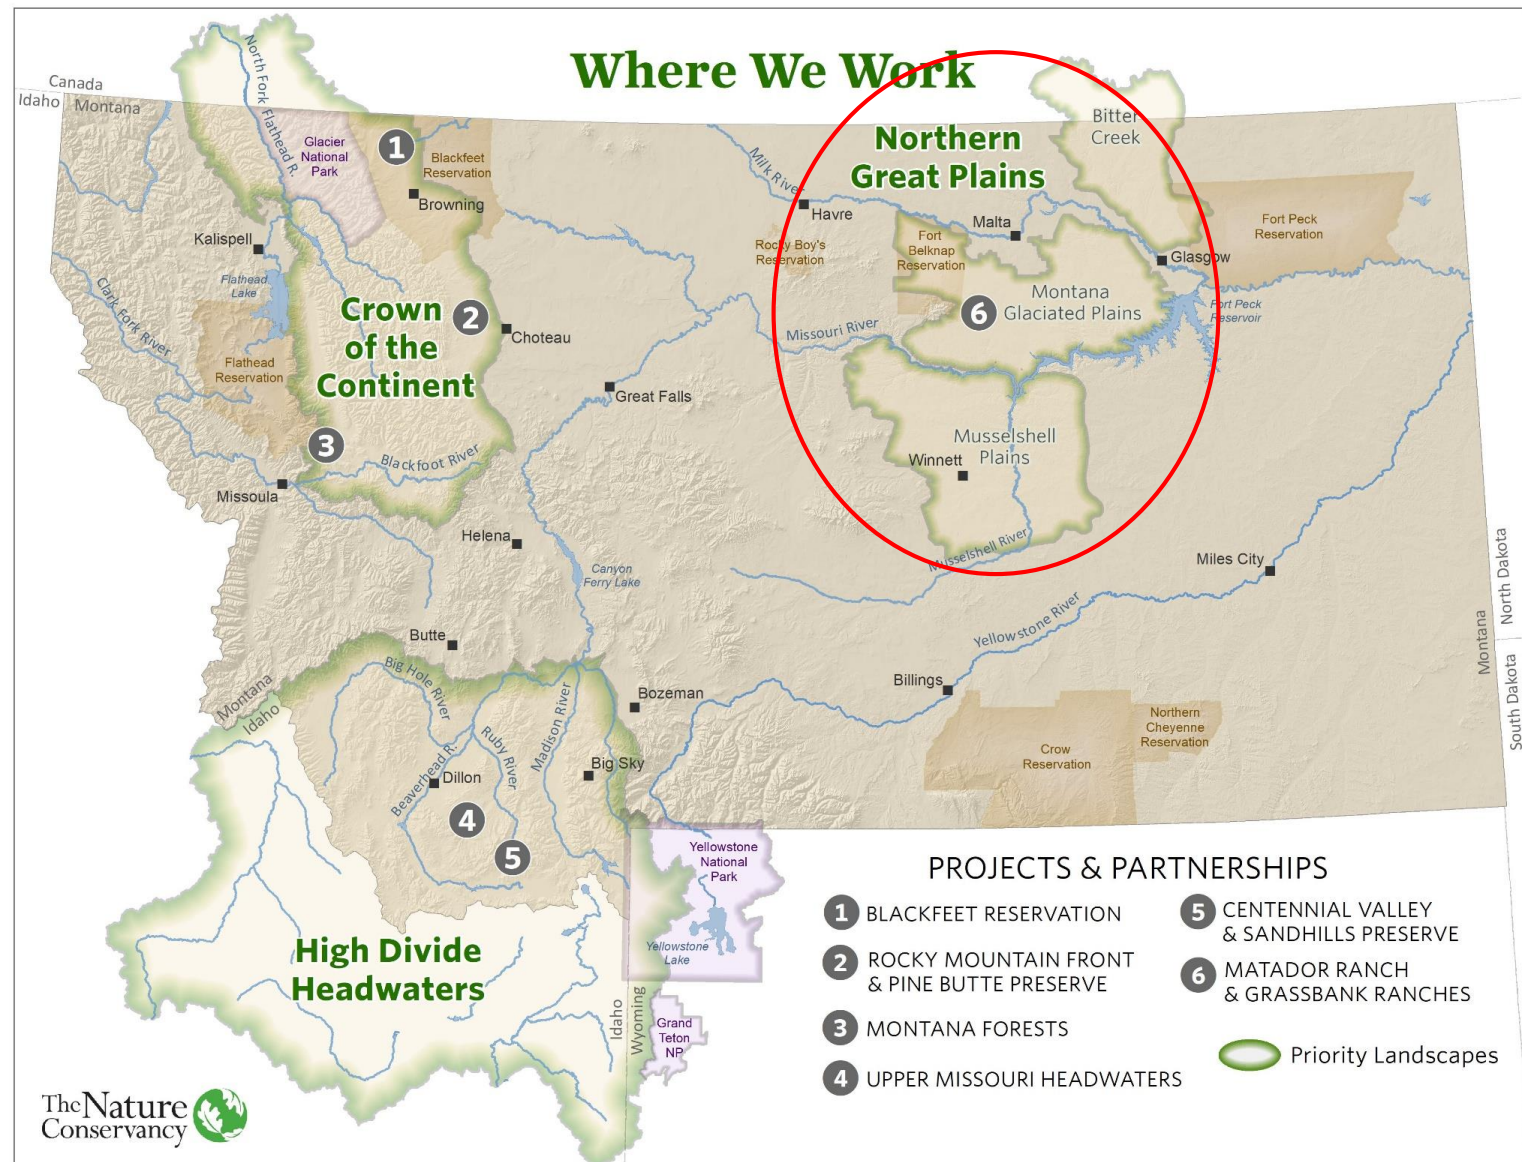 Where We Work
Canada
Idaho
Montana
North Fork Flathead R.
Glacier
National
Park
1
Blackfeet
Reservation
Browning
Kalispell
Flathead
Lake
Clark Fork River
Flathead
Reservation
Crown
of the
Continent
2
Choteau
3
Blackfoot River
Missoula
Great Falls
Helena
Canyon
Ferry Lake
Milk River
Havre
Rocky Boy's
Reservation
Northern
Great Plains
Bitter
Creek
Malta
Fort
Belknap
Reservation
Glasgow
Fort Peck
Reservation
Montana
Glaciated Plains
6
Fort Peck
Reservoir
Missouri River
Musselshell
Plains
Winnett
Musselshell River
Miles City
Yellowstone River
Billings
Crow
Reservation
Northern
Cheyenne
Reservation
Montana
North Dakota
South Dakota
Butte
Montana
Idaho
Big Hole River
Bozeman
Ruby River
Madison River
Beaverhead R.
Dillon
Big Sky
4
5
High Divide
Headwaters
Yellowstone
National
Park
Yellowstone
Lake
Idaho
Wyoming
Grand
Teton
NP
PROJECTS & PARTNERSHIPS
1 BLACKFEET RESERVATION
2 ROCKY MOUNTAIN FRONT
& PINE BUTTE PRESERVE
3 MONTANA FORESTS
4 UPPER MISSOURI HEADWATERS
5 CENTENNIAL VALLEY
& SANDHILLS PRESERVE
6 MATADOR RANCH
& GRASSBANK RANCHES
Priority Landscapes
The Nature
Conservancy